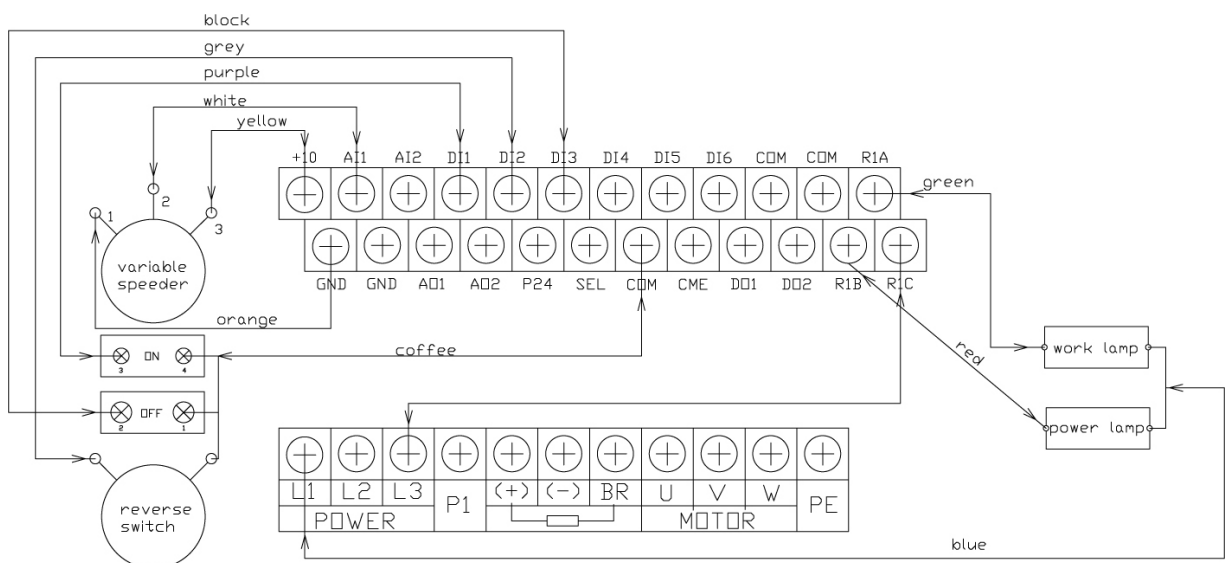 block
grey
purple
white
yellow
+10 AI1 AI2 DI1 DI2 DI3 DI4 DI5 DI6 COM COM R1A
green
1
2
3
variable
speeder
GND GND AO1 AO2 P24 SEL COM CME DO1 DO2 R1B R1C
orange
coffee
ON
3 4
OFF
2 1
red
work lamp
power lamp
reverse
switch
L1 L2 L3 P1 (+) (-) BR U V W PE
POWER MOTOR
blue